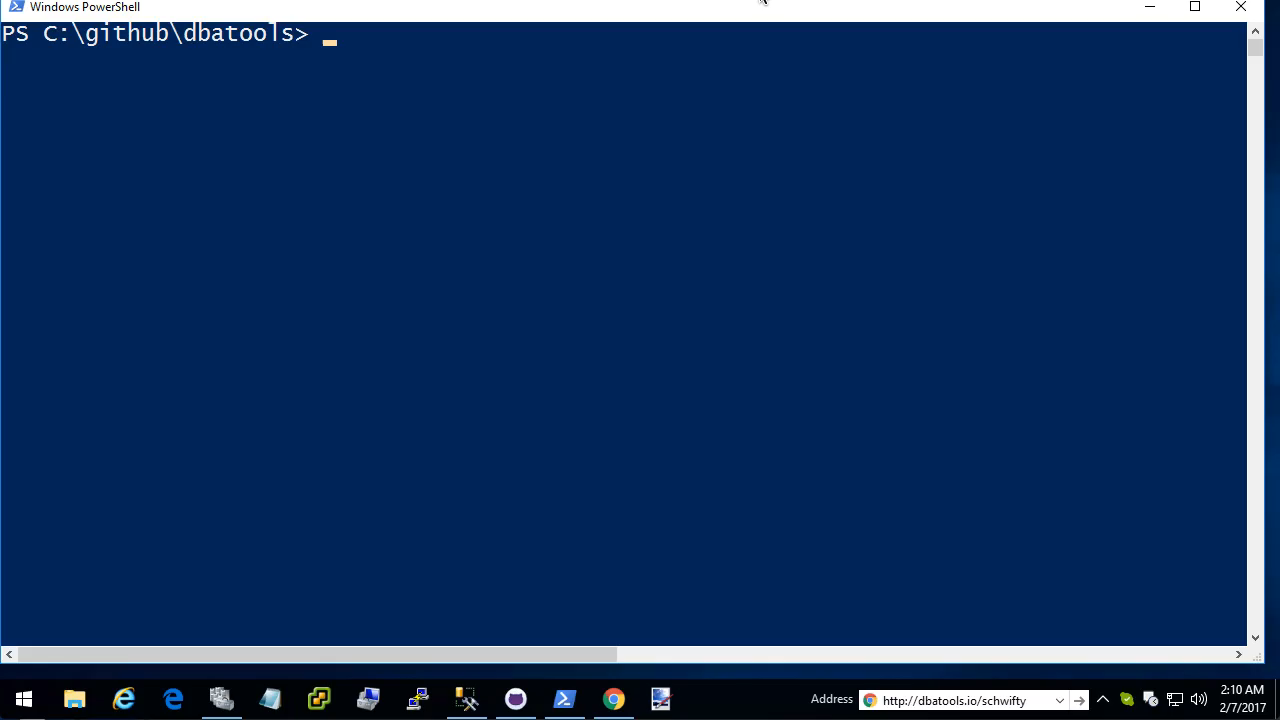 Windows PowerShell
PS C:\github\dbatools>
Address
http://dbatools.io/schwifty
2:10 AM
2/7/2017